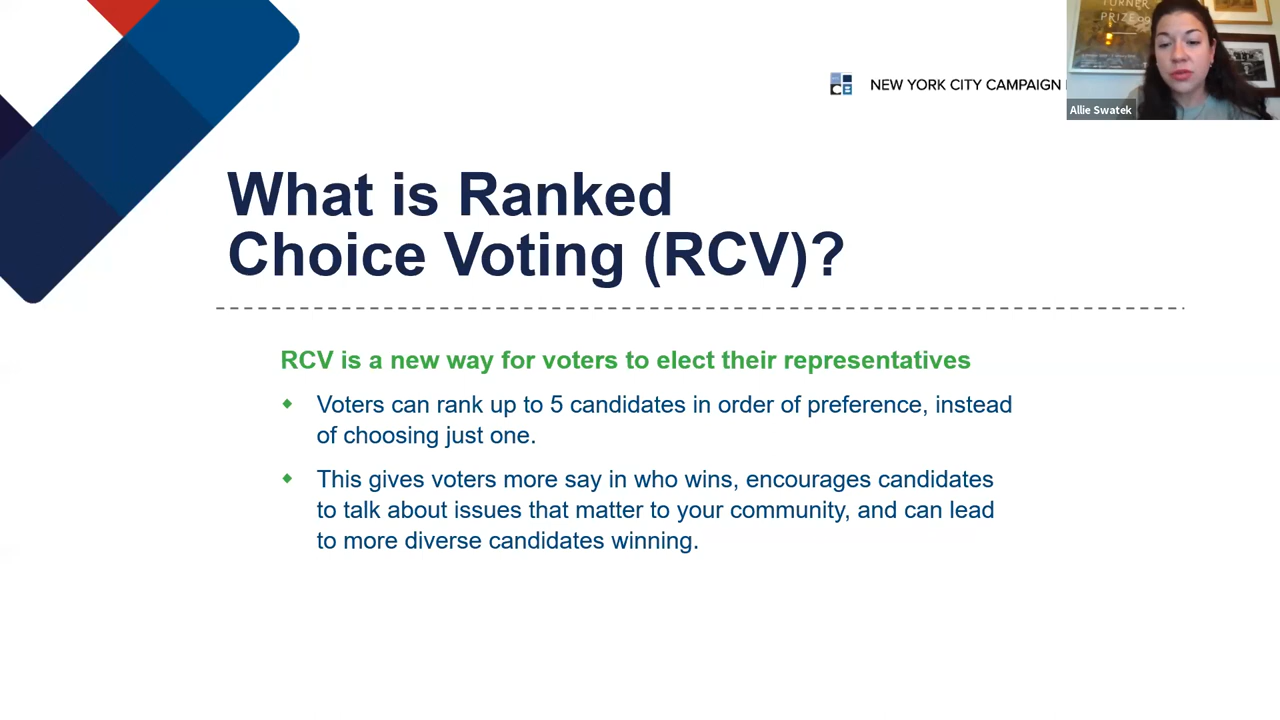 TURNER
PRIZE
NEW YORK CITY CAMPAIGN
Allie Swatek
What is Ranked
Choice Voting (RCV)?
RCV is a new way for voters to elect their representatives
Voters can rank up to 5 candidates in order of preference, instead
of choosing just one.
This gives voters more say in who wins, encourages candidates
to talk about issues that matter to your community, and can lead
to more diverse candidates winning.